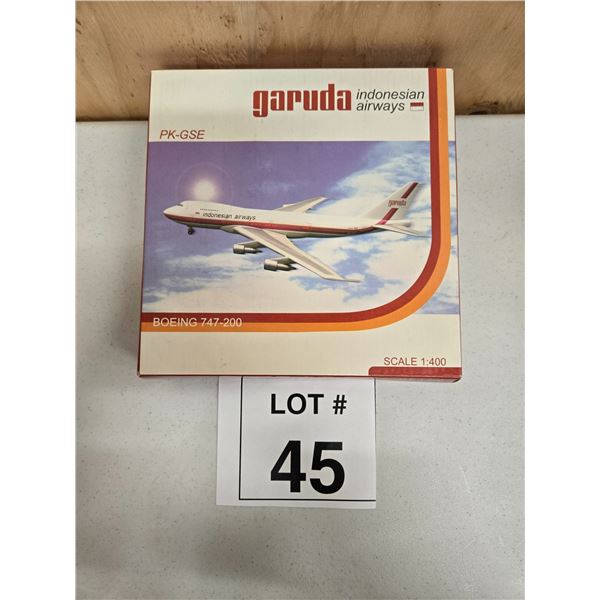 garuda indonesian
airways
PK-GSE
garuda
indonesian airways
BOEING 747-200
SCALE 1:400
LOT #
45